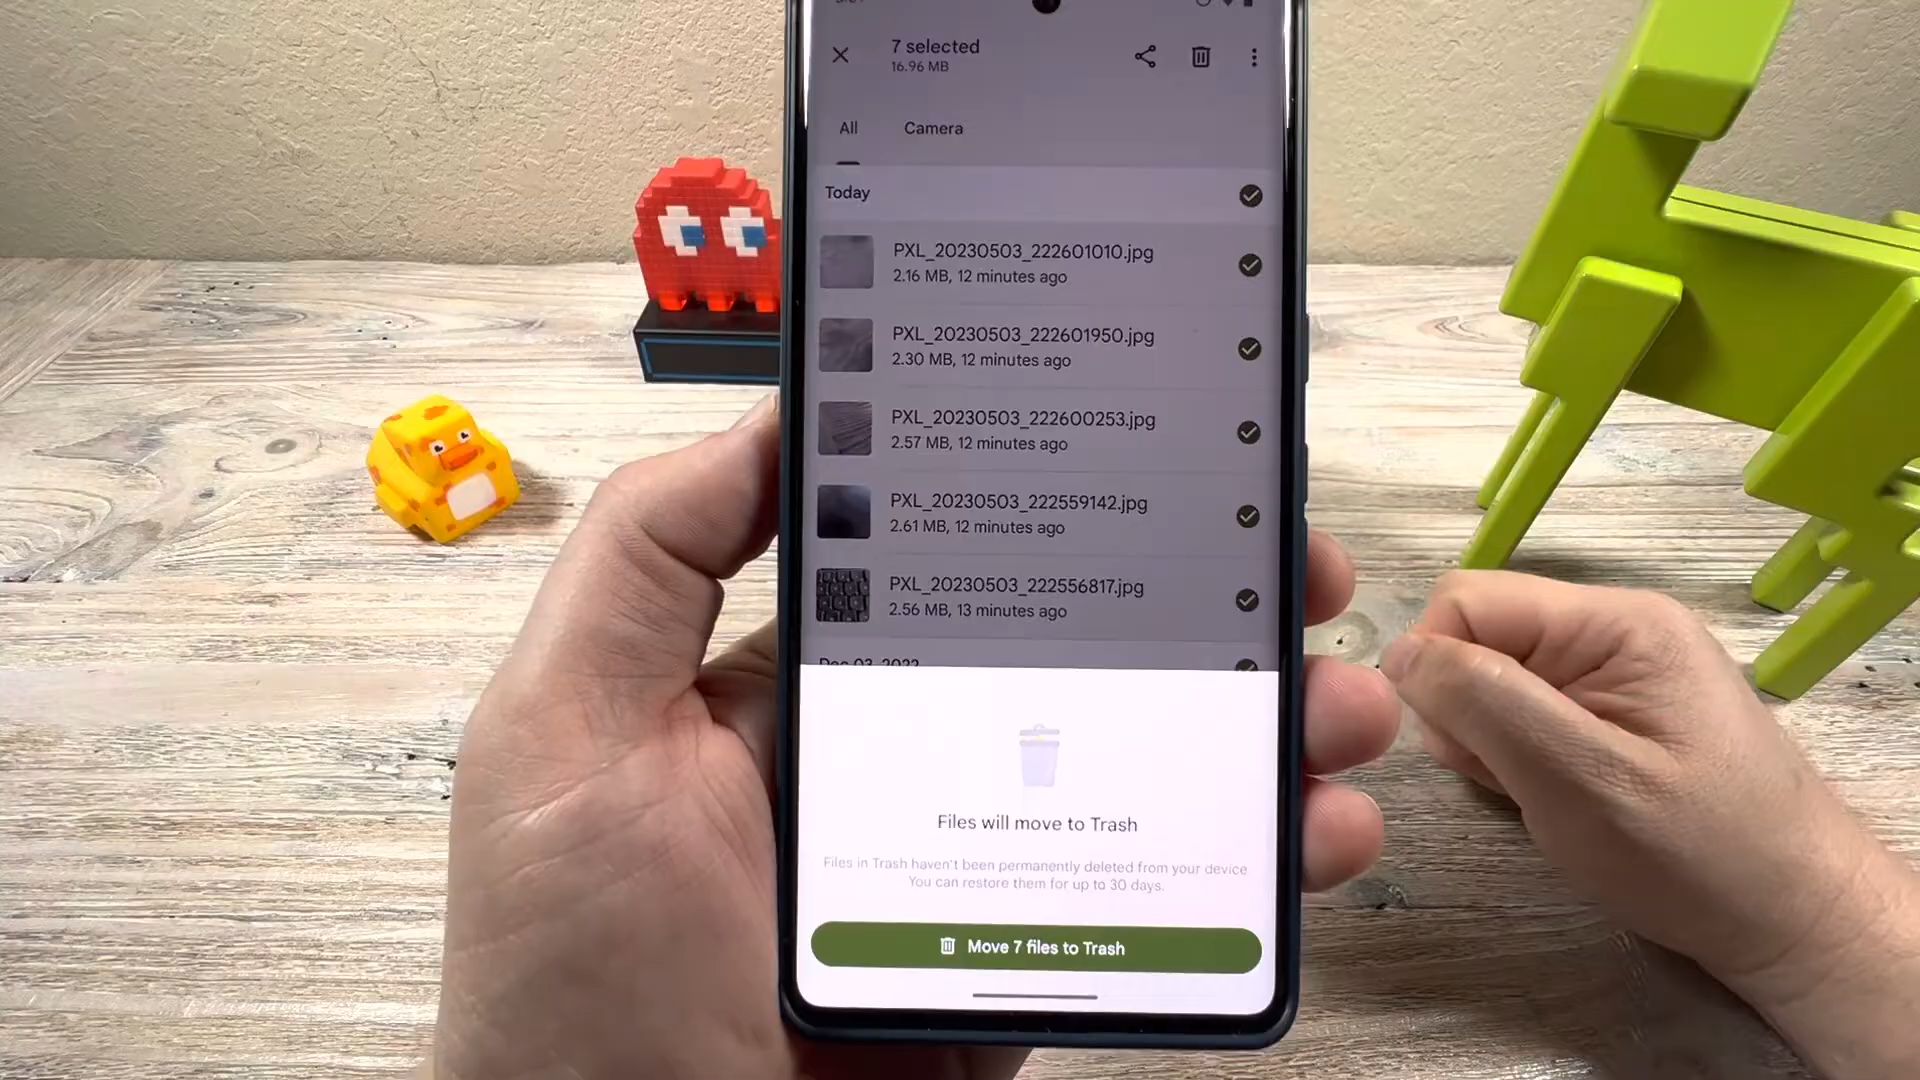 7 selected
16.96 MB
All
Camera
Today
PXL_20230503_222601010.jpg
2.16 MB, 12 minutes ago
PXL_20230503_222601950.jpg
2.30 MB, 12 minutes ago
PXL_20230503_222600253.jpg
2.57 MB, 12 minutes ago
PXL_20230503_222559142.jpg
2.61 MB, 12 minutes ago
PXL_20230503_222556817.jpg
2.56 MB, 13 minutes ago
Dec 03, 2022
Files will move to Trash
Files in Trash haven't been permanently deleted from your device
You can restore them for up to 30 days.
Move 7 files to Trash